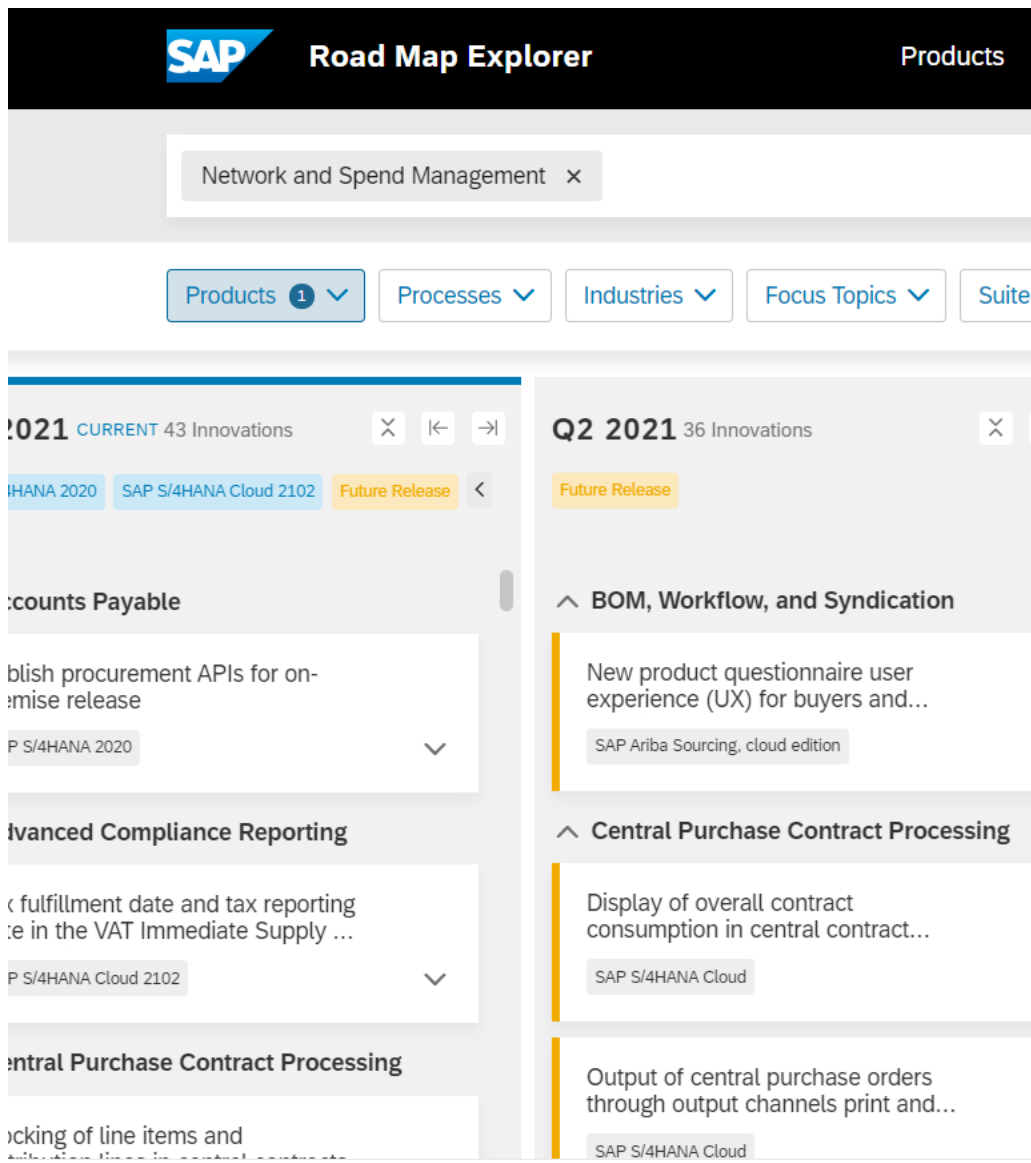 SAP Road Map Explorer Products
Network and Spend Management ×
Products 1 Processes Industries Focus Topics Suite
2021 CURRENT 43 Innovations
4HANA 2020 SAP S/4HANA Cloud 2102 Future Release
ccounts Payable
blish procurement APIs for on-
emise release
P S/4HANA 2020
dvanced Compliance Reporting
x fulfillment date and tax reporting
te in the VAT Immediate Supply ...
P S/4HANA Cloud 2102
entral Purchase Contract Processing
ocking of line items and
Q2 2021 36 Innovations
Future Release
BOM, Workflow, and Syndication
New product questionnaire user
experience (UX) for buyers and...
SAP Ariba Sourcing, cloud edition
Central Purchase Contract Processing
Display of overall contract
consumption in central contract...
SAP S/4HANA Cloud
Output of central purchase orders
through output channels print and...
SAP S/4HANA Cloud